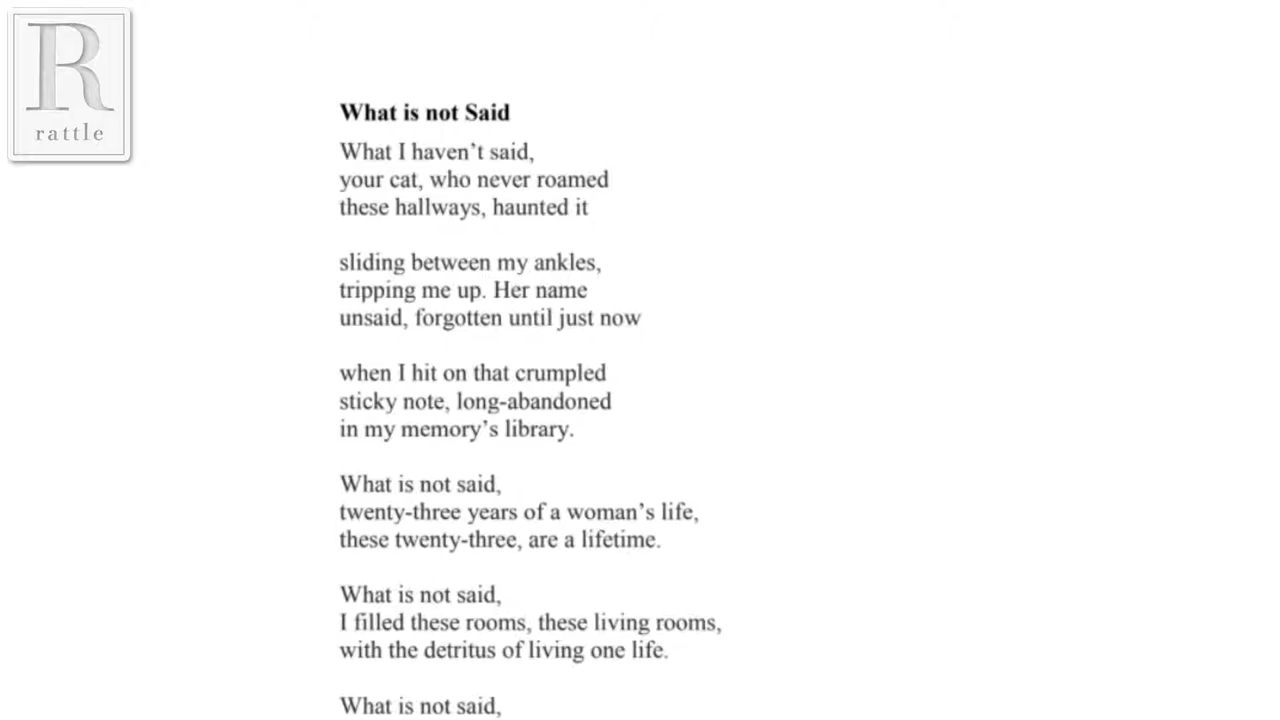 R
rattle
What is not Said
What I haven’t said,
your cat, who never roamed
these hallways, haunted it
sliding between my ankles,
tripping me up. Her name
unsaid, forgotten until just now
when I hit on that crumpled
sticky note, long-abandoned
in my memory’s library.
What is not said,
twenty-three years of a woman’s life,
these twenty-three, are a lifetime.
What is not said,
I filled these rooms, these living rooms,
with the detritus of living one life.
What is not said,